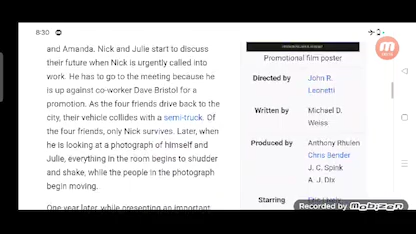 8:30
and Amanda. Nick and Julie start to discuss
their future when Nick is urgently called into
work. He has to go to the meeting because he
is up against co-worker Dave Bristol for a
promotion. As the four friends drive back to the
city, their vehicle collides with a semi-truck. Of
the four friends, only Nick survives. Later, when
he is looking at a photograph of himself and
Julie, everything in the room begins to shudder
and shake, while the people in the photograph
begin moving.
One year later, while presenting an important
Promotional film poster
Directed by John R.
Leonetti
Written by Michael D.
Weiss
Produced by Anthony Rhulen
Chris Bender
J. C. Spink
A. J. Dix
Starring
Recorded by Mobizen